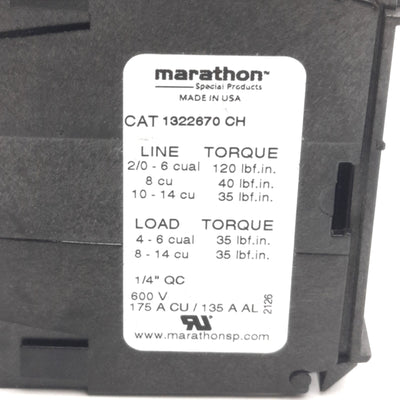 marathon™
Special Products
MADE IN USA
CAT 1322670 CH
LINE TORQUE
2/0 - 6 cual 120 lbf.in.
8 cu 40 lbf.in.
10 - 14 cu 35 lbf.in.
LOAD TORQUE
4 - 6 cual 35 lbf.in.
8 - 14 cu 35 lbf.in.
1/4" QC
600 V
175 A CU / 135 A AL
2126
RU
www.marathonsp.com